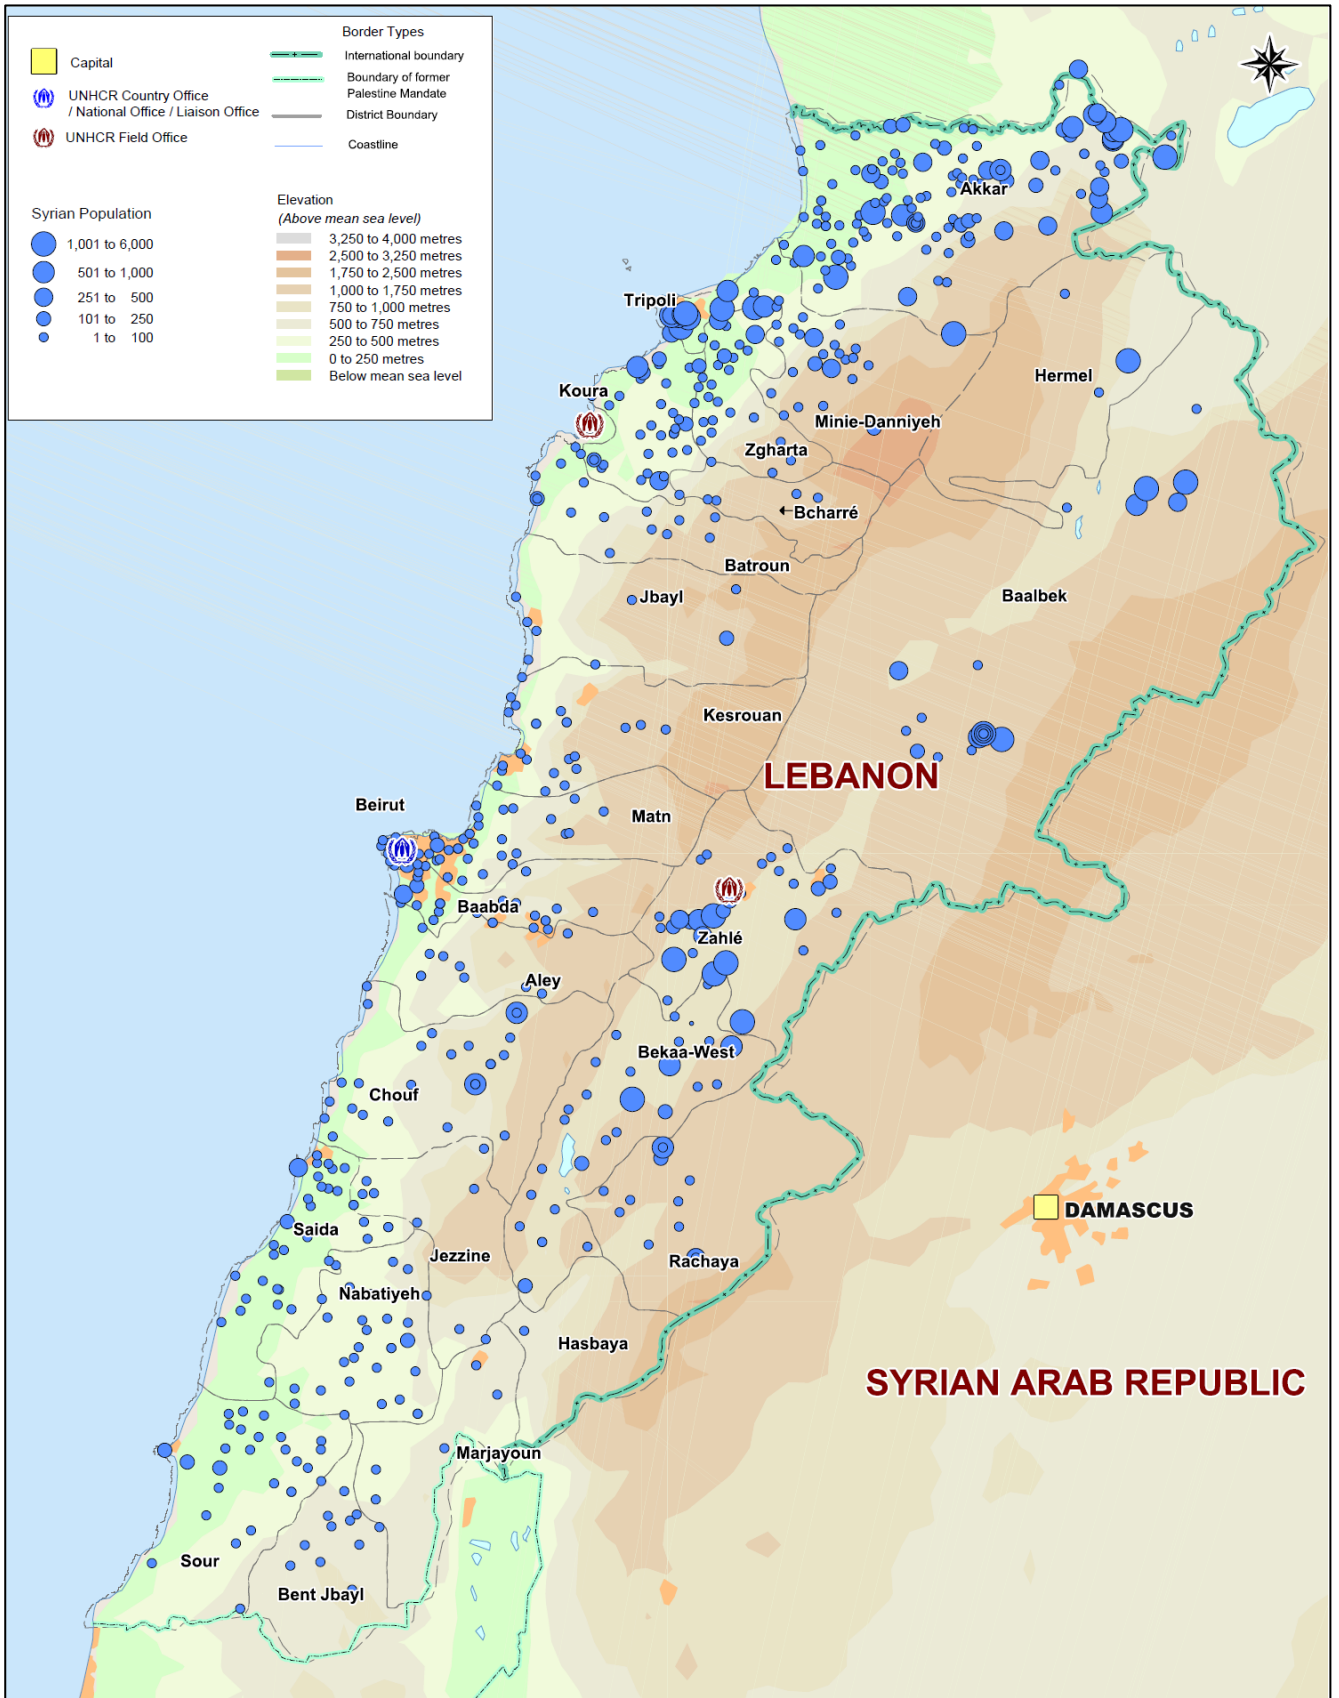 Border Types
Capital
International boundary
Boundary of former
Palestine Mandate
UNHCR Country Office
/ National Office / Liaison Office
District Boundary
UNHCR Field Office
Coastline
Syrian Population
1,001 to 6,000
501 to 1,000
251 to 500
101 to 250
1 to 100
Elevation
(Above mean sea level)
3,250 to 4,000 metres
2,500 to 3,250 metres
1,750 to 2,500 metres
1,000 to 1,750 metres
750 to 1,000 metres
500 to 750 metres
250 to 500 metres
0 to 250 metres
Below mean sea level
Akkar
Tripoli
Hermel
Koura
Minie-Danniyeh
Zgharta
Bcharré
Batroun
Jbayl
Baalbek
Kesrouan
LEBANON
Beirut
Matn
Baabda
Zahlé
Aley
Bekaa-West
Chouf
DAMASCUS
Saida
Jezzine
Rachaya
Nabatiyeh
Hasbaya
SYRIAN ARAB REPUBLIC
Marjayoun
Sour
Bent Jbayl